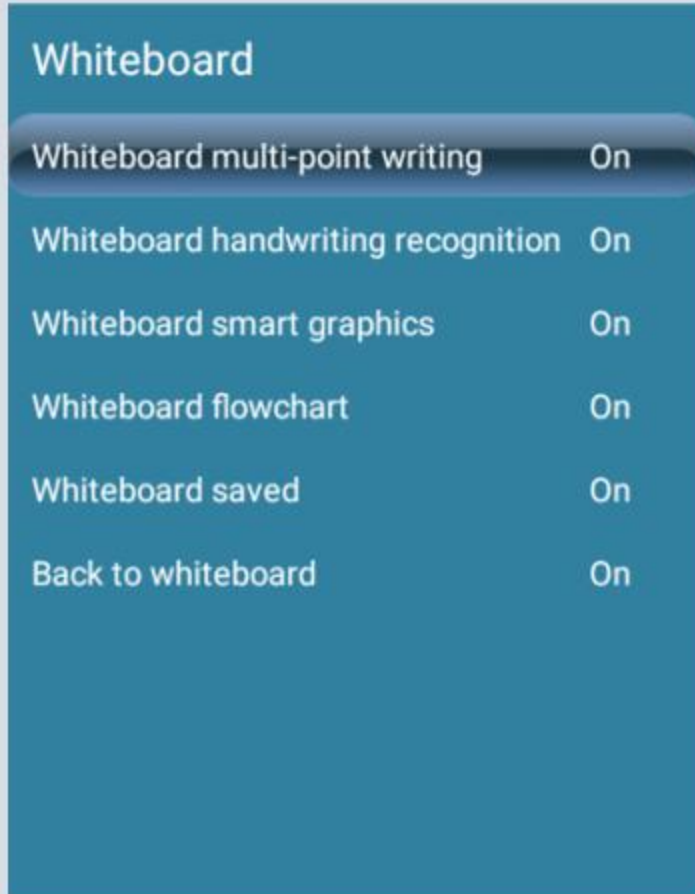 Whiteboard
Whiteboard multi-point writing On
Whiteboard handwriting recognition On
Whiteboard smart graphics On
Whiteboard flowchart On
Whiteboard saved On
Back to whiteboard On